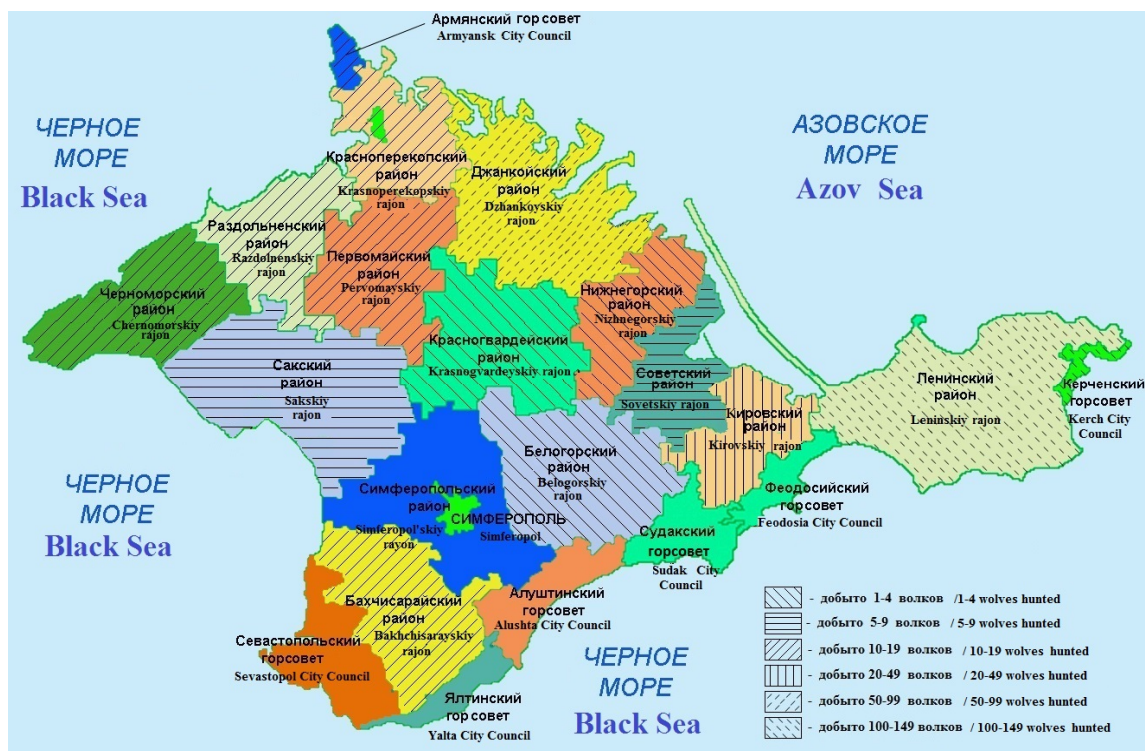 Армянский горсовет
Armyansk City Council
ЧЕРНОЕ
МОРЕ
Black Sea
АЗОВСКОЕ
МОРЕ
Azov Sea
Красноперекопский
район
Krasnoperekopskiy
rajon
Джанкойский
район
Dzhankoyskiy
rajon
Раздольненский
район
Razdolnenskiy
rajon
Первомайский
район
Pervomayskiy
rajon
Нижнегорский
район
Nizhnegorskiy
rajon
Черноморский
район
Chernomorskiy
rajon
Красногвардейский
район
Krasnogvardeyskiy rajon
Сакский
район
Sakskiy
rajon
Советский
район
Sovetskiy rajon
Кировский
район
Kirovskiy rajon
Ленинский
район
Leninskiy rajon
Керченский
горсовет
Kerch City
Council
Белогорский
район
Belogorskiy
rajon
ЧЕРНОЕ
МОРЕ
Black Sea
Симферопольский
район
Simferopol'skiy
rayon
СИМФЕРОПОЛЬ
Simferopol
Феодосийский
горсовет
Feodosia City Council
Судакский
горсовет
Sudak City
Council
Алуштинский
горсовет
Alushta City Council
Бахчисарайский
район
Bakhchisarayskiy
rajon
Севастопольский
горсовет
Sevastopol City Council
Ялтинский
горсовет
Yalta City Council
ЧЕРНОЕ
МОРЕ
Black Sea
- добыто 1-4 волков /1-4 wolves hunted
- добыто 5-9 волков / 5-9 wolves hunted
- добыто 10-19 волков / 10-19 wolves hunted
- добыто 20-49 волков / 20-49 wolves hunted
- добыто 50-99 волков / 50-99 wolves hunted
- добыто 100-149 волков / 100-149 wolves hunted